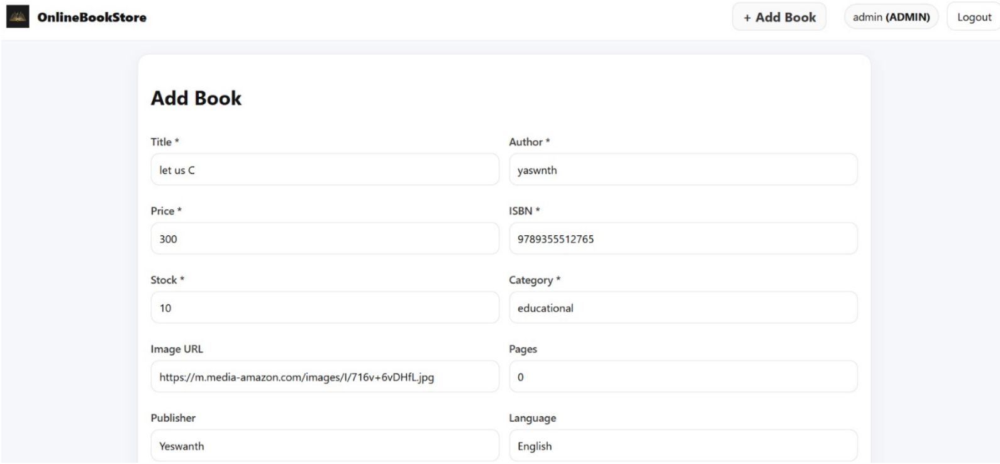 OnlineBookStore
+ Add Book
admin (ADMIN)
Logout
Add Book
Title *
Author *
let us C
yaswnth
Price *
ISBN *
300
9789355512765
Stock *
Category *
10
educational
Image URL
Pages
https://m.media-amazon.com/images/I/716v+6vDHfL.jpg
0
Publisher
Language
Yeswanth
English